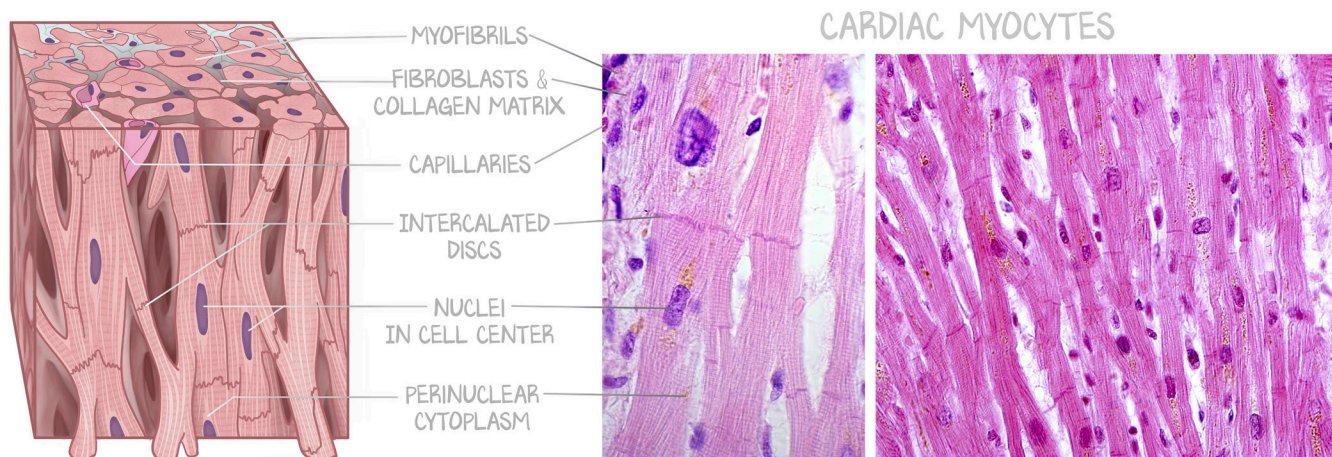 CARDIAC MYOCYTES
MYOFIBRILS
FIBROBLASTS &
COLLAGEN MATRIX
CAPILLARIES
INTERCALATED
DISCS
NUCLEI
IN CELL CENTER
PERINUCLEAR
CYTOPLASM